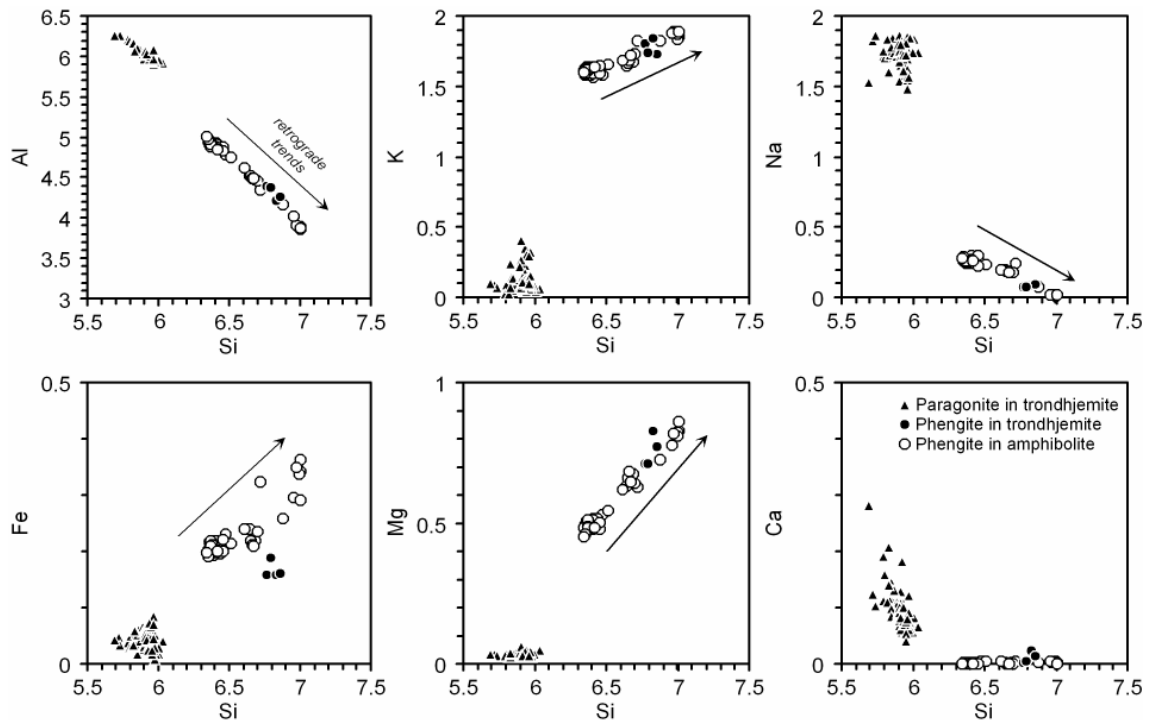 6.5
6
5.5
5
4.5
4
3.5
3
Al
retrograde
trends
5.5 6 6.5 7 7.5
Si
2
1.5
1
0.5
0
K
5.5 6 6.5 7 7.5
Si
2
1.5
1
0.5
0
Na
5.5 6 6.5 7 7.5
Si
0.5
0
Fe
5.5 6 6.5 7 7.5
Si
1
0.5
0
Mg
5.5 6 6.5 7 7.5
Si
0.5
0
Ca
Paragonite in trondhjemite
Phengite in trondhjemite
Phengite in amphibolite
5.5 6 6.5 7 7.5
Si